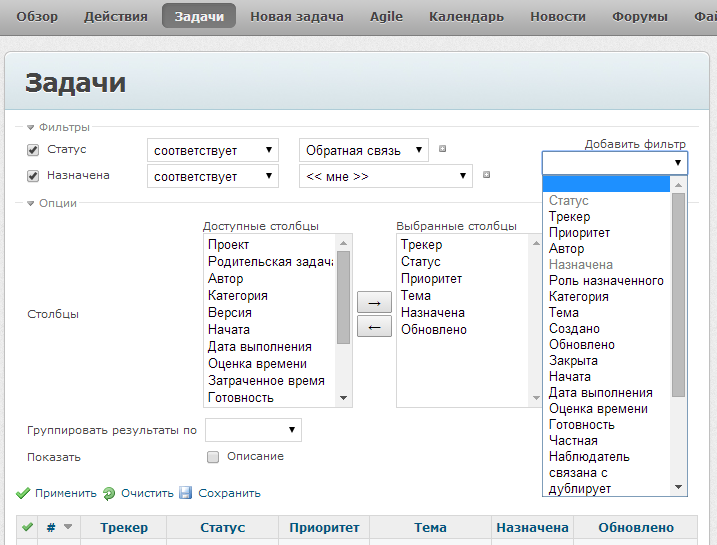 Обзор Действия Задачи Новая задача Agile Календарь Новости Форумы
Задачи
Фильтры
Статус соответствует Обратная связь
Назначена соответствует << мне >>
Добавить фильтр
Статус
Трекер
Приоритет
Автор
Назначена
Роль назначенного
Категория
Тема
Создано
Обновлено
Закрыта
Начата
Дата выполнения
Оценка времени
Готовность
Частная
Наблюдатель
связана с
дублирует
Опции
Столбцы
Доступные столбцы
Проект
Родительская задача
Автор
Категория
Версия
Начата
Дата выполнения
Оценка времени
Затраченное время
Готовность
→
←
Выбранные столбцы
Трекер
Статус
Приоритет
Тема
Назначена
Обновлено
Группировать результаты по
Показать Описание
Применить Очистить Сохранить
# Трекер Статус Приоритет Тема Назначена Обновлено